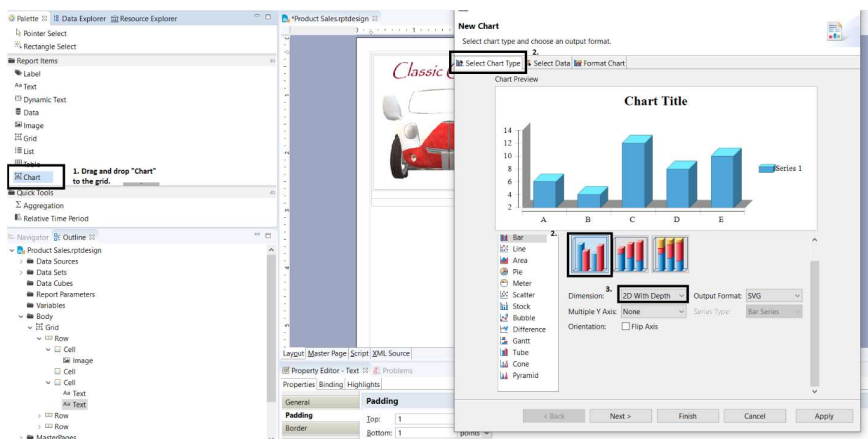 Palette
Data Explorer
Resource Explorer
Pointer Select
Rectangle Select
Report Items
Label
Text
Dynamic Text
Data
Image
Grid
List
Table
Chart
1. Drag and drop "Chart"
to the grid.
Quick Tools
Aggregation
Relative Time Period
Navigator
Outline
Product Sales.rptdesign
Data Sources
Data Sets
Data Cubes
Report Parameters
Variables
Body
Grid
Row
Cell
Image
Cell
Cell
Text
Text
Row
Row
MasterPages
*Product Sales.rptdesign
Classic
Layout
Master Page
Script
XML Source
Property Editor - Text
Problems
Properties
Binding
Highlights
General
Padding
Border
Padding
Top: 1
Bottom: 1
points
New Chart
Select chart type and choose an output format.
2.
Select Chart Type
Select Data
Format Chart
Chart Preview
Chart Title
14
12
10
8
6
4
2
A B C D E
Series 1
2.
Bar
Line
Area
Pie
Meter
Scatter
Stock
Bubble
Difference
Gantt
Tube
Cone
Pyramid
3.
Dimension: 2D With Depth
Output Format: SVG
Multiple Y Axis: None
Series Type: Bar Series
Orientation: Flip Axis
< Back
Next >
Finish
Cancel
Apply